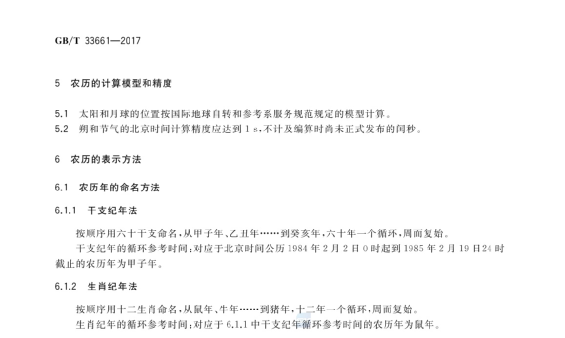 GB/T 33661—2017
5 农历的计算模型和精度
5.1 太阳和月球的位置按国际地球自转和参考系服务规范规定的模型计算。
5.2 朔和节气的北京时间计算精度应达到 1 s,不计及编算时尚未正式发布的闰秒。
6 农历的表示方法
6.1 农历年的命名方法
6.1.1 干支纪年法
按顺序用六十干支命名,从甲子年、乙丑年……到癸亥年,六十年一个循环,周而复始。
干支纪年的循环参考时间:对应于北京时间公历 1984 年 2 月 2 日 0 时起到 1985 年 2 月 19 日24 时
截止的农历年为甲子年。
6.1.2 生肖纪年法
按顺序用十二生肖命名,从鼠年、牛年……到猪年,十二年一个循环,周而复始。
生肖纪年的循环参考时间:对应于 6.1.1 中干支纪年循环参考时间的农历年为鼠年。